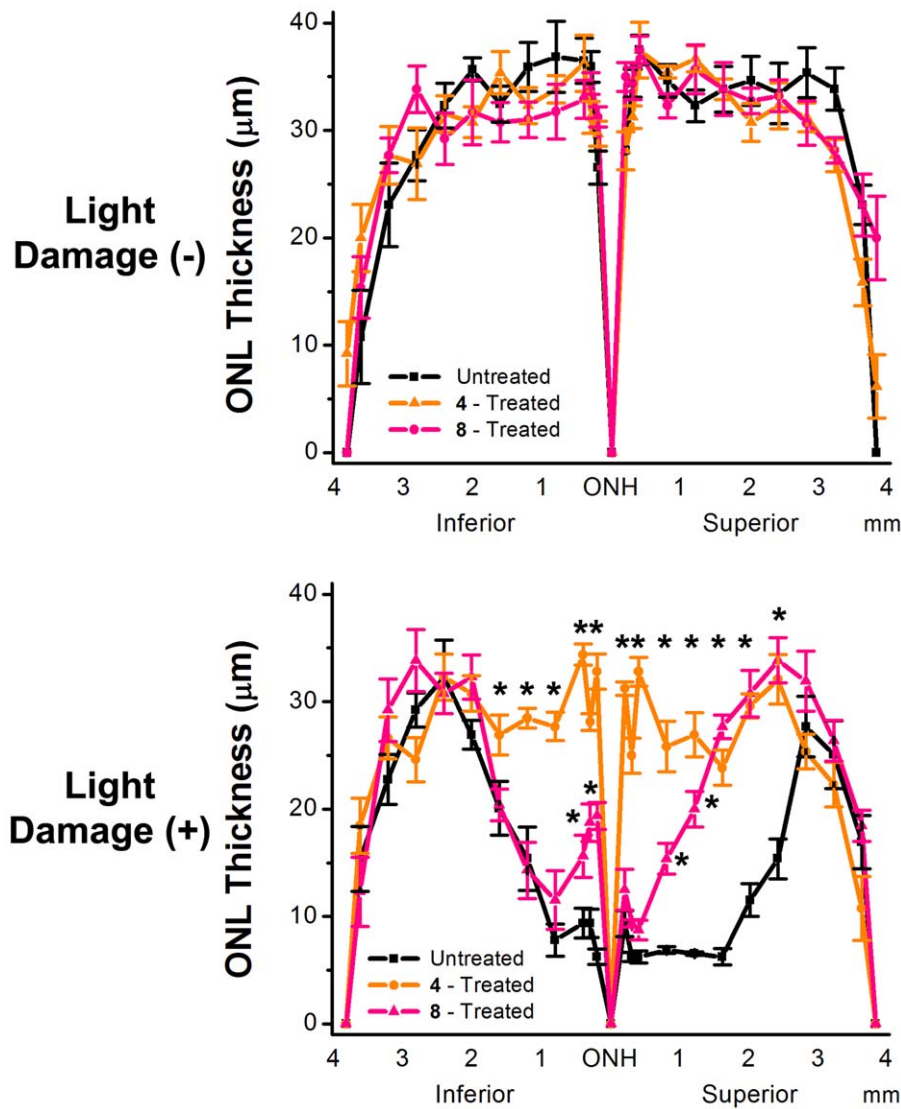 Light
Damage (-)
ONL Thickness (μm)
40
30
20
10
0
Untreated
4 - Treated
8 - Treated
4 3 2 1 ONH 1 2 3 4
Inferior Superior mm
Light
Damage (+)
ONL Thickness (μm)
40
30
20
10
0
* * * ** ** * * * * *
* *
* *
Untreated
4 - Treated
8 - Treated
4 3 2 1 ONH 1 2 3 4
Inferior Superior mm